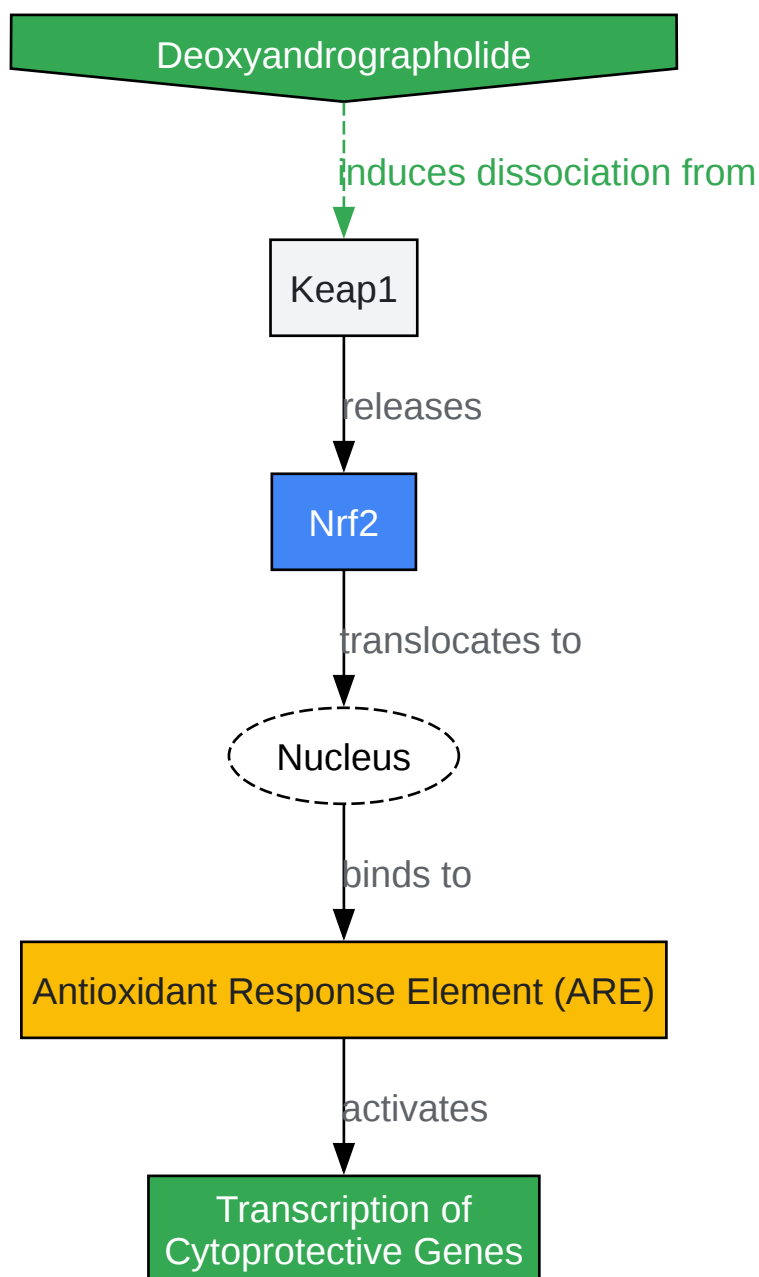 Deoxyandrographolide
induces dissociation from
Keap1
releases
Nrf2
translocates to
Nucleus
binds to
Antioxidant Response Element (ARE)
activates
Transcription of
Cytoprotective Genes